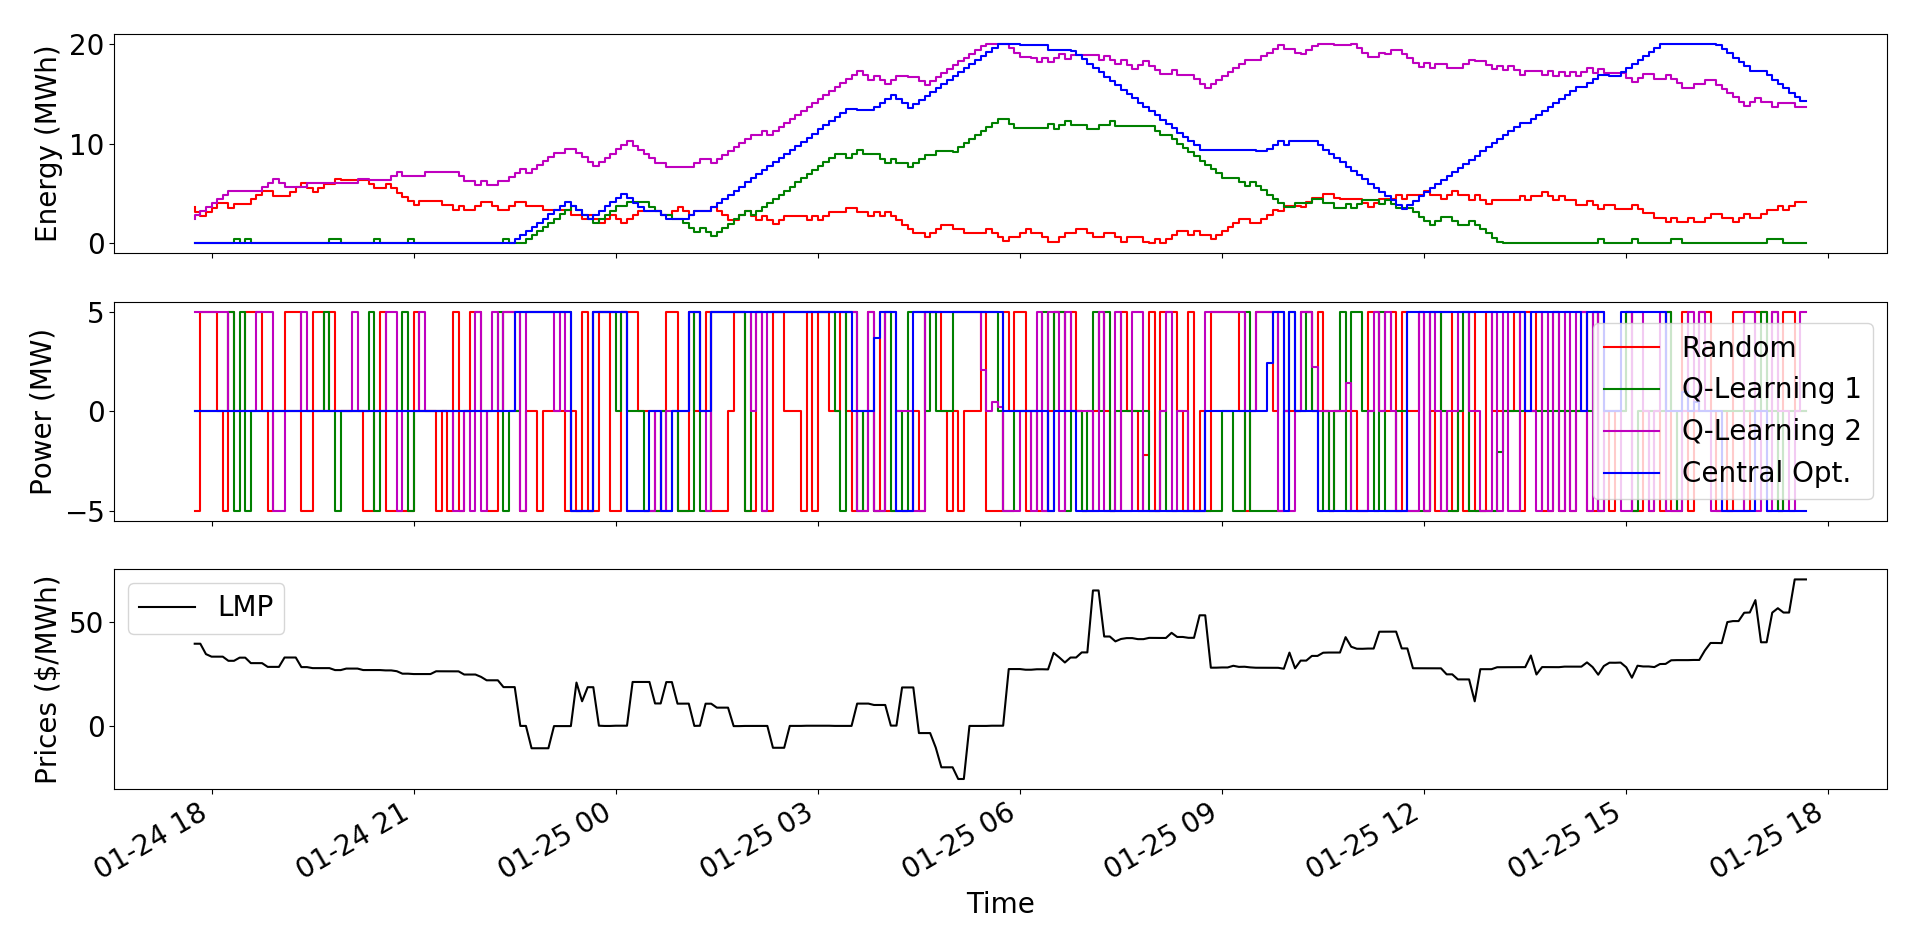 20
10
0
Energy (MWh)
5
0
−5
Power (MW)
Random
Q-Learning 1
Q-Learning 2
Central Opt.
50
0
Prices ($/MWh)
LMP
01-24 18
01-24 21
01-25 00
01-25 03
01-25 06
01-25 09
01-25 12
01-25 15
01-25 18
Time